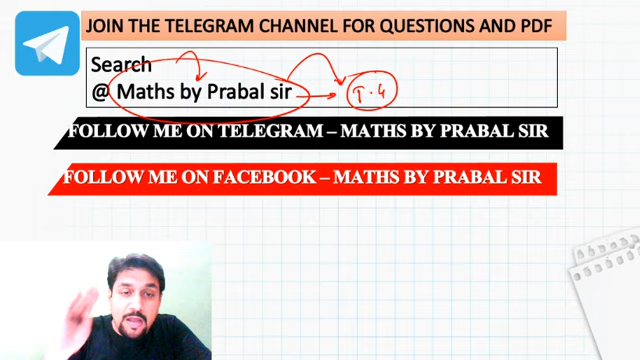 JOIN THE TELEGRAM CHANNEL FOR QUESTIONS AND PDF
Search
@ Maths by Prabal sir
FOLLOW ME ON TELEGRAM – MATHS BY PRABAL SIR
FOLLOW ME ON FACEBOOK – MATHS BY PRABAL SIR